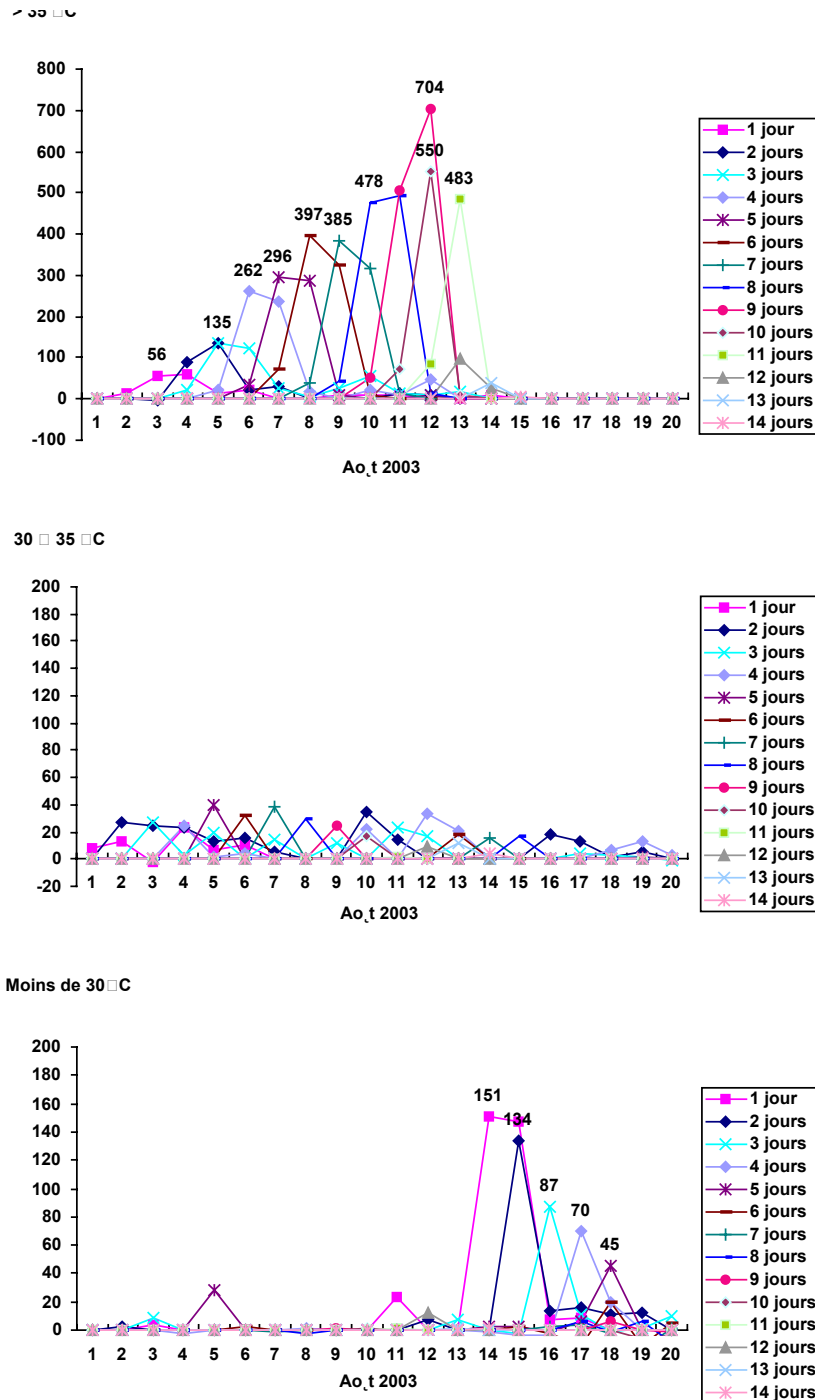 > 35 □C
800
700
600
500
400
300
200
100
0
-100
56
135
262
296
397
385
478
704
550
483
1 2 3 4 5 6 7 8 9 10 11 12 13 14 15 16 17 18 19 20
Ao¸t 2003
1 jour
2 jours
3 jours
4 jours
5 jours
6 jours
7 jours
8 jours
9 jours
10 jours
11 jours
12 jours
13 jours
14 jours
30 □ 35 □C
200
180
160
140
120
100
80
60
40
20
0
-20
1 2 3 4 5 6 7 8 9 10 11 12 13 14 15 16 17 18 19 20
Ao¸t 2003
1 jour
2 jours
3 jours
4 jours
5 jours
6 jours
7 jours
8 jours
9 jours
10 jours
11 jours
12 jours
13 jours
14 jours
Moins de 30□C
200
180
160
140
120
100
80
60
40
20
0
151
134
87
70
45
1 2 3 4 5 6 7 8 9 10 11 12 13 14 15 16 17 18 19 20
Ao¸t 2003
1 jour
2 jours
3 jours
4 jours
5 jours
6 jours
7 jours
8 jours
9 jours
10 jours
11 jours
12 jours
13 jours
14 jours